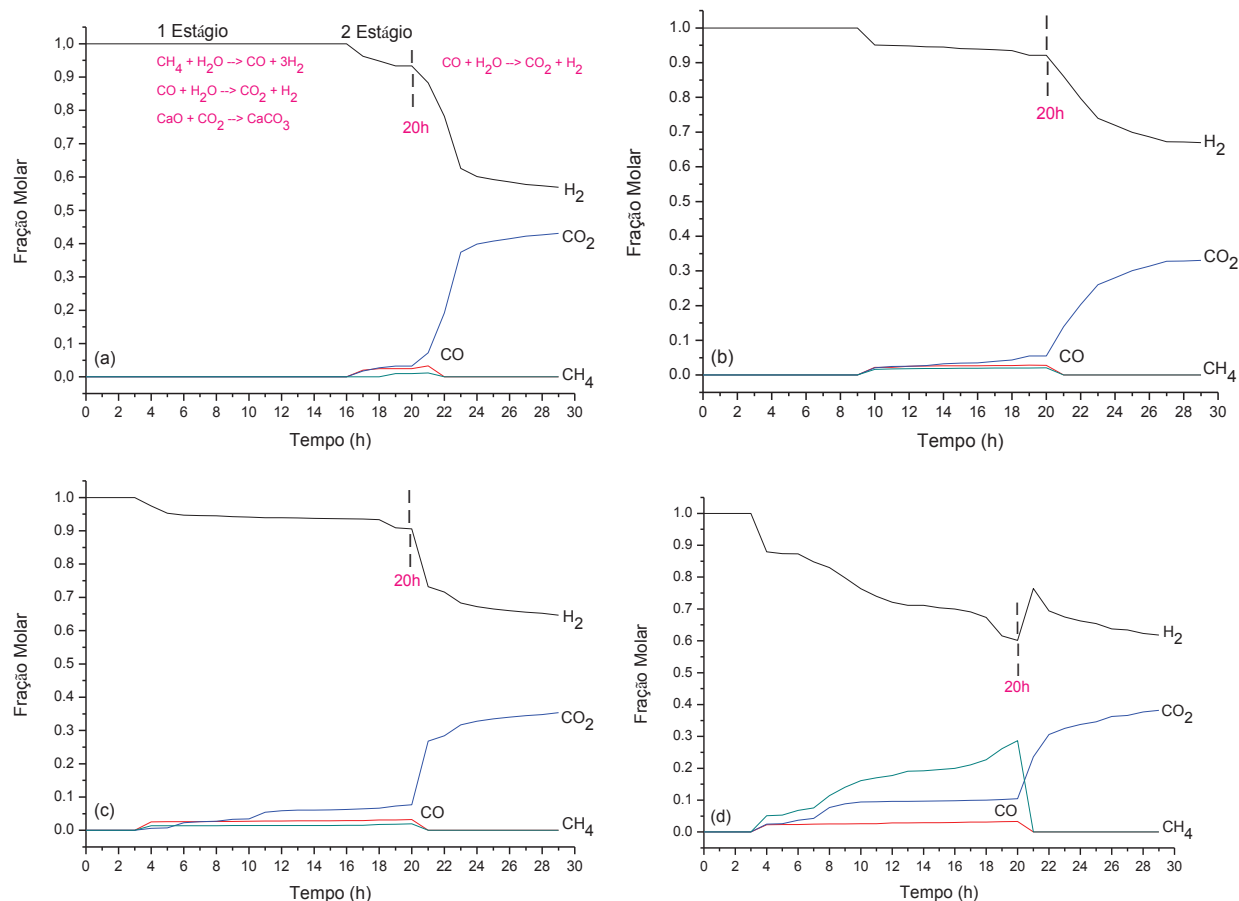 1 Estágio
2 Estágio
CH4 + H2O --> CO + 3H2
CO + H2O --> CO2 + H2
CaO + CO2 --> CaCO3
CO + H2O --> CO2 + H2
20h
1,0
0,9
0,8
0,7
0,6
0,5
0,4
0,3
0,2
0,1
0,0
Fração Molar
H2
CO2
CO
CH4
(a)
0 2 4 6 8 10 12 14 16 18 20 22 24 26 28 30
Tempo (h)
20h
1,0
0,9
0,8
0,7
0,6
0,5
0,4
0,3
0,2
0,1
0,0
Fração Molar
H2
CO2
CO
CH4
(b)
0 2 4 6 8 10 12 14 16 18 20 22 24 26 28 30
Tempo (h)
20h
1.0
0.9
0.8
0.7
0.6
0.5
0.4
0.3
0.2
0.1
0.0
Fração Molar
H2
CO2
CO
CH4
(c)
0 2 4 6 8 10 12 14 16 18 20 22 24 26 28 30
Tempo (h)
20h
1.0
0.9
0.8
0.7
0.6
0.5
0.4
0.3
0.2
0.1
0.0
Fração Molar
H2
CO2
CO
CH4
(d)
0 2 4 6 8 10 12 14 16 18 20 22 24 26 28 30
Tempo (h)